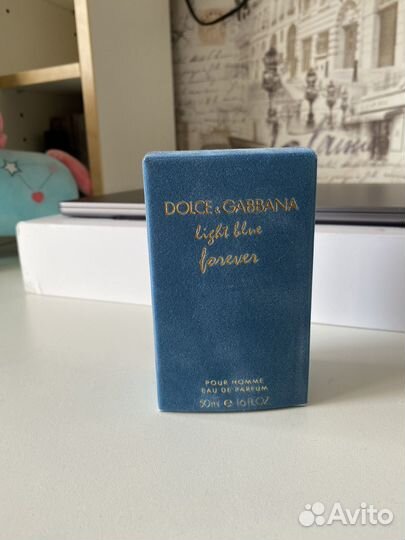 DOLCE & GABBANA
light blue
forever
POUR HOMME
EAU DE PARFUM
50ml ℮ 1.6 FL.OZ
Avito